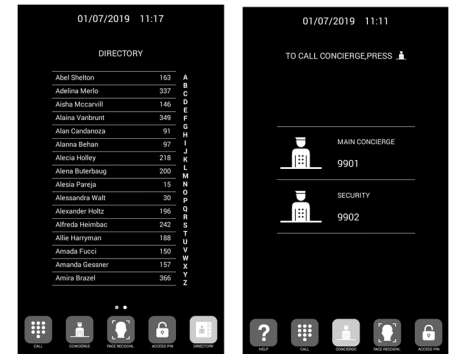 01/07/2019 11:17
DIRECTORY
Abel Shelton 163
Adelina Merlo 337
Aisha Mccarvill 146
Alaina Vanbrunt 349
Alan Candanoza 91
Alanna Behan 97
Alecia Holley 218
Alena Buterbaug 200
Alesia Pareja 15
Alessandra Walt 30
Alexander Holtz 196
Alfreda Heimbac 242
Allie Harryman 188
Amada Fucci 150
Amanda Gessner 157
Amira Brazel 366
A
B
C
D
E
F
G
H
I
J
K
L
M
N
O
P
Q
R
S
T
U
V
W
X
Y
Z
CALL CONCIERGE FACE RECOGNI. ACCESS PIN DIRECTORY
01/07/2019 11:11
TO CALL CONCIERGE,PRESS
MAIN CONCIERGE
9901
SECURITY
9902
?
HELP CALL CONCIERGE FACE RECOGNI. ACCESS PIN